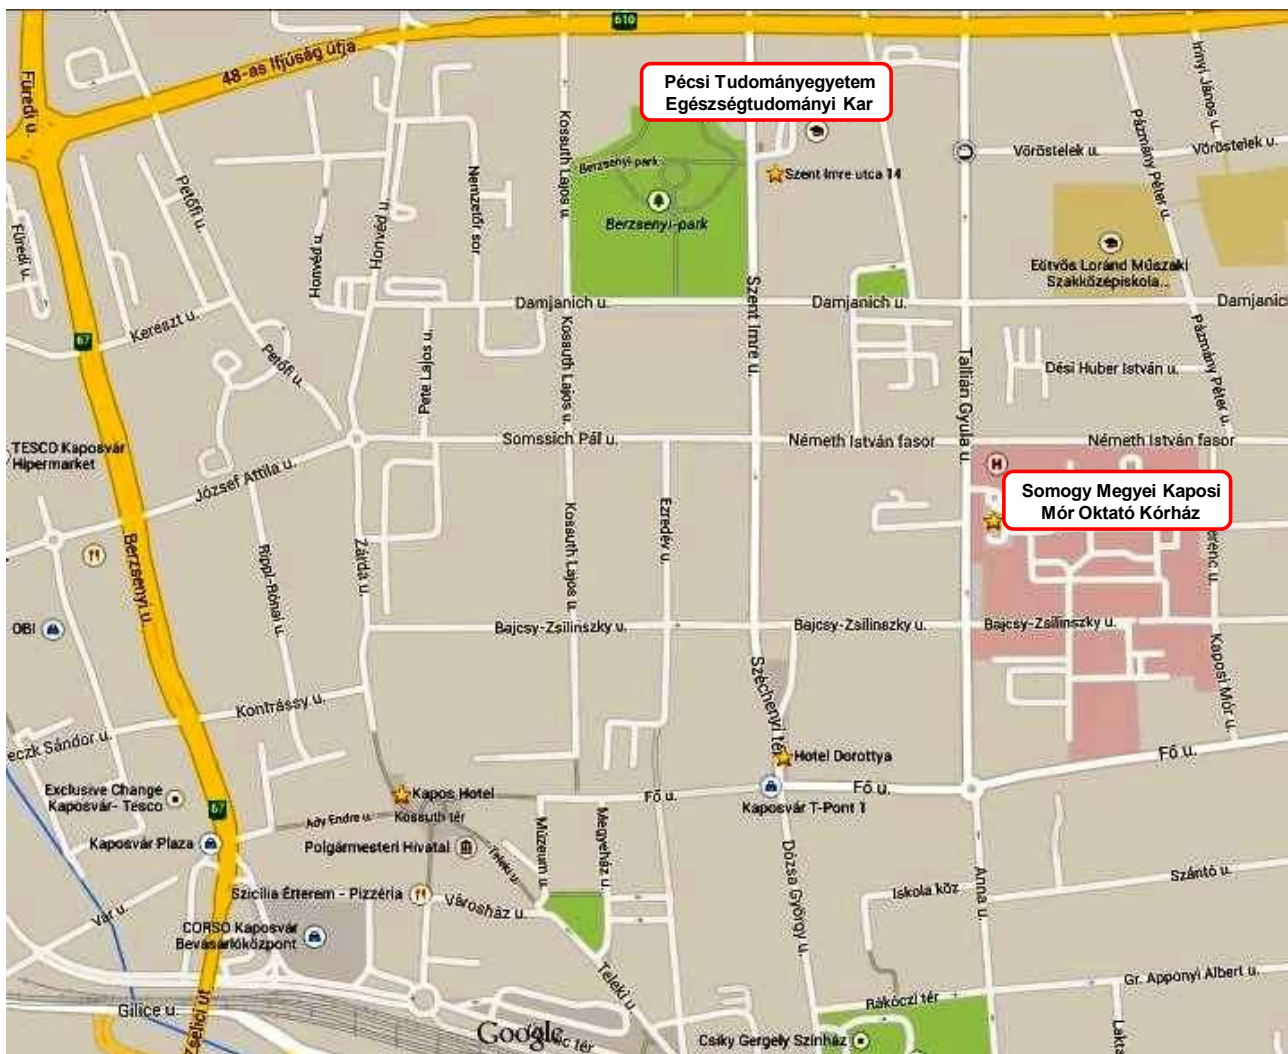 610
48-as Ifjúság útja
Füredi u.
Pécsi Tudományegyetem
Egészségtudományi Kar
Irinyi János u.
Pázmány Péter u.
Vöröstelek u.
Vöröstelek u.
Kossuth Lajos u.
Berzsenyi-park
Szent Imre utca 14
Petőfi u.
Nemzetőr sor
Honvéd u.
Honvéd u.
Füredi u.
Berzsenyi-park
Eötvös Loránd Műszaki
Szakközépiskola...
Szent Imre u.
Damjanich u.
Damjanich u.
Damjanich
Kereszt u.
67
Petőfi u.
Pete Lajos u.
Kossuth Lajos u.
Tallián Gyula u.
Dési Huber István u.
Pázmány Péter u.
TESCO Kaposvár
Hipermarket
József Attila u.
Somssich Pál u.
Németh István fasor
Németh István fasor
H
Somogy Megyei Kaposi
Mór Oktató Kórház
Berzsenyi u.
Rippl-Rónai u.
Zárda u.
Kossuth Lajos u.
Ezredév u.
erenc u.
OBI
Bajcsy-Zsilinszky u.
Bajcsy-Zsilinszky u.
Bajcsy-Zsilinszky u.
Kaposi Mór u.
Széchenyi tér
Kontrássy u.
eczk Sándor u.
Hotel Dorottya
Fő u.
Exclusive Change
Kaposvár- Tesco
67
Kapos Hotel
Kossuth tér
Fő u.
Fő u.
Kaposvár T-Pont 1
Ady Endre u.
Kaposvár Plaza
Polgármesteri Hivatal
Teleki u.
Múzeum u.
Megyeház u.
Dózsa György u.
Anna u.
Iskola köz
Szántó u.
Szicília Étterem - Pizzéria
Városház u.
Vár u.
CORSO Kaposvár
Bevásárlóközpont
Teleki u.
Gr. Apponyi Albert u.
Rákóczi tér
Gilice u.
zselici út
Google
tér
Csiky Gergely Színház
Lakta